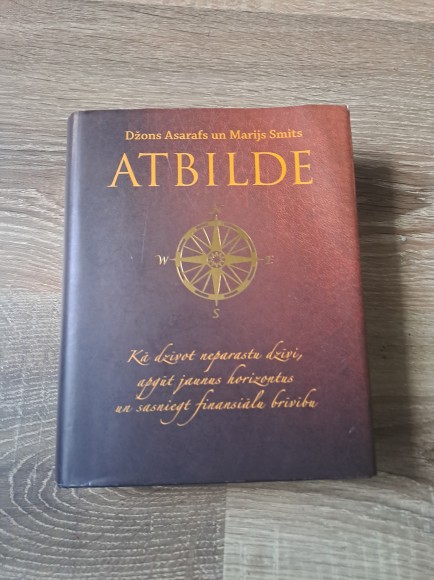 Džons Asarafs un Marijs Smits
ATBILDE
W E
S
Kā dzīvot neparastu dzīvi,
apgūt jaunus horizontus
un sasniegt finansiālu brīvību